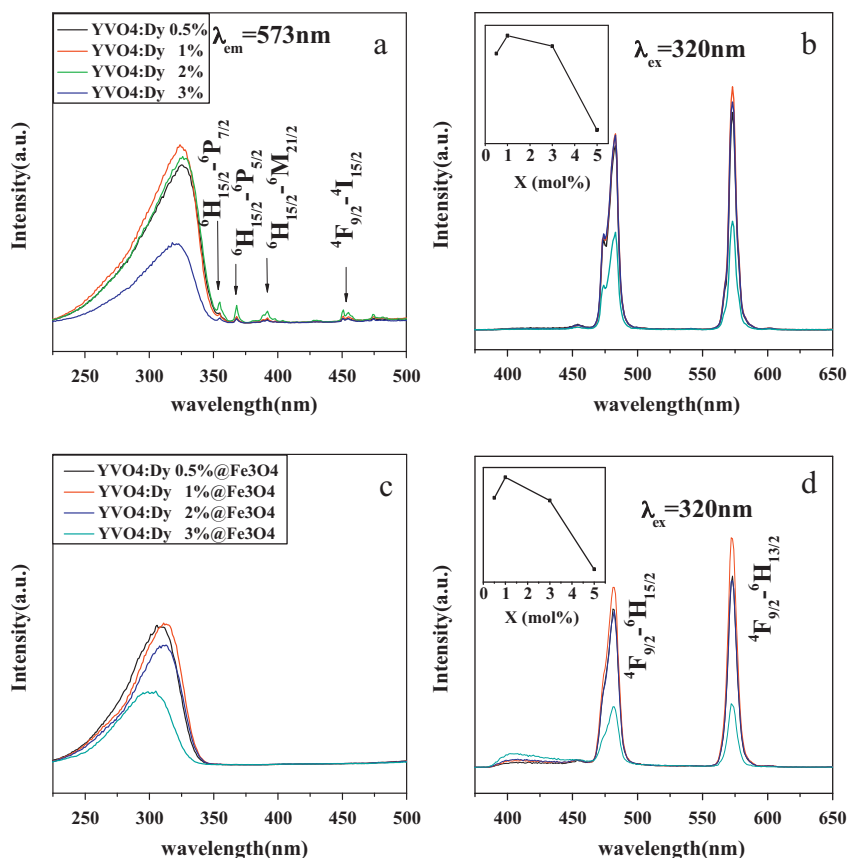 YVO4:Dy 0.5%
YVO4:Dy 1%
YVO4:Dy 2%
YVO4:Dy 3%
λem=573nm
a
⁶H15/2-⁶P7/2
⁶H15/2-⁶P5/2
⁶H15/2-⁶M21/2
⁴F9/2-⁴I15/2
Intensity(a.u.)
250 300 350 400 450 500
wavelength(nm)
0 1 2 3 4 5
X (mol%)
λex=320nm
b
Intensity(a.u.)
400 450 500 550 600 650
wavelength(nm)
YVO4:Dy 0.5%@Fe3O4
YVO4:Dy 1%@Fe3O4
YVO4:Dy 2%@Fe3O4
YVO4:Dy 3%@Fe3O4
c
Intensity(a.u.)
250 300 350 400 450 500
wavelength(nm)
0 1 2 3 4 5
X (mol%)
λex=320nm
d
⁴F9/2-⁶H15/2
⁴F9/2-⁶H13/2
Intensity(a.u.)
400 450 500 550 600 650
wavelength(nm)